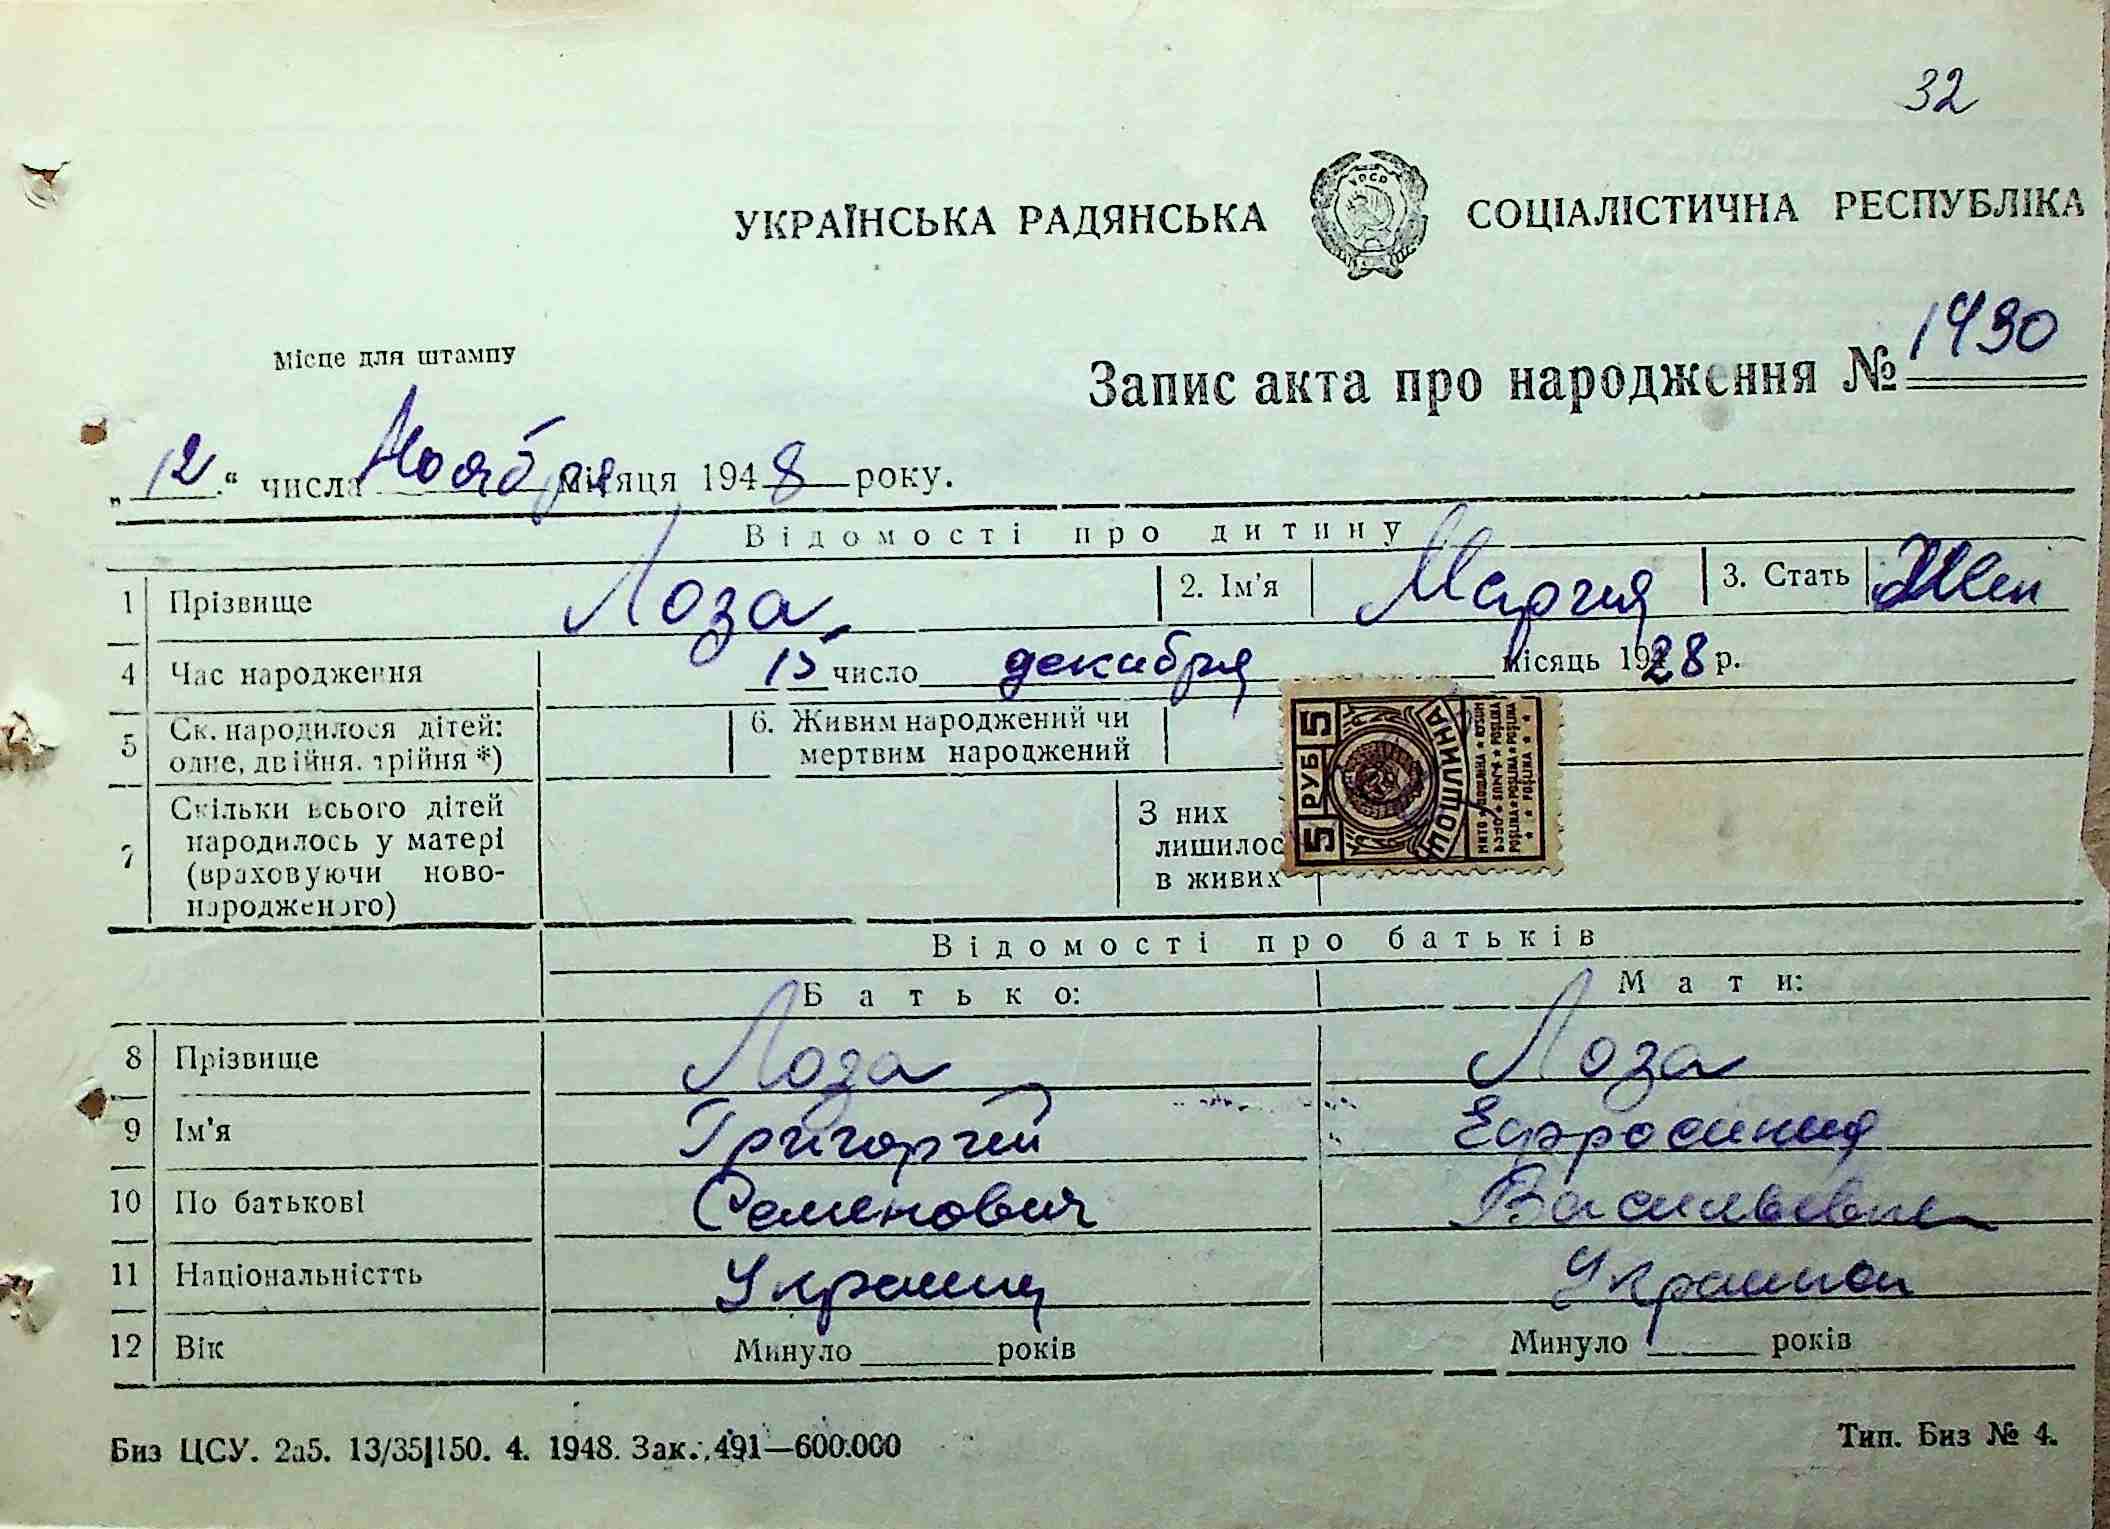 32
УКРАЇНСЬКА РАДЯНСЬКА СОЦІАЛІСТИЧНА РЕСПУБЛІКА
Місце для штампу
Запис акта про народження № 1490
„12“ числа Ноября місяця 1948 року.
Відомості про дитину
1 Прізвище Лоза 2. Ім'я Мария 3. Стать Жен
4 Час народження 15 число декабря місяць 1928 р.
5 Ск. народилося дітей: одне, двійня, трійня *) 6. Живим народжений чи мертвим народжений
7 Скільки всього дітей народилось у матері (враховуючи новонародженого) З них лишилос в живих
5 РУБ 5 ПОШЛИНА
Відомості про батьків
Батько: Мати:
8 Прізвище Лоза Лоза
9 Ім'я Григорий Ефросиния
10 По батькові Семенович Васильевна
11 Національністть Украинц Украинка
12 Вік Минуло років Минуло років
Биз ЦСУ. 2а5. 13/35|150. 4. 1948. Зак. 491—600.000 Тип. Биз № 4.